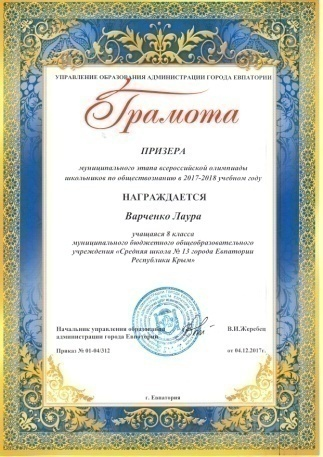 УПРАВЛЕНИЕ ОБРАЗОВАНИЯ АДМИНИСТРАЦИИ ГОРОДА ЕВПАТОРИИ
Грамота
ПРИЗЕРА
муниципального этапа всероссийской олимпиады
школьников по обществознанию в 2017-2018 учебном году
НАГРАЖДАЕТСЯ
Варченко Лаура
учащаяся 8 класса
муниципального бюджетного общеобразовательного
учреждения «Средняя школа № 13 города Евпатории
Республики Крым»
Начальник управления образования
администрации города Евпатории
В.И.Жеребец
Приказ № 01-04/312
от 04.12.2017г.
г. Евпатория